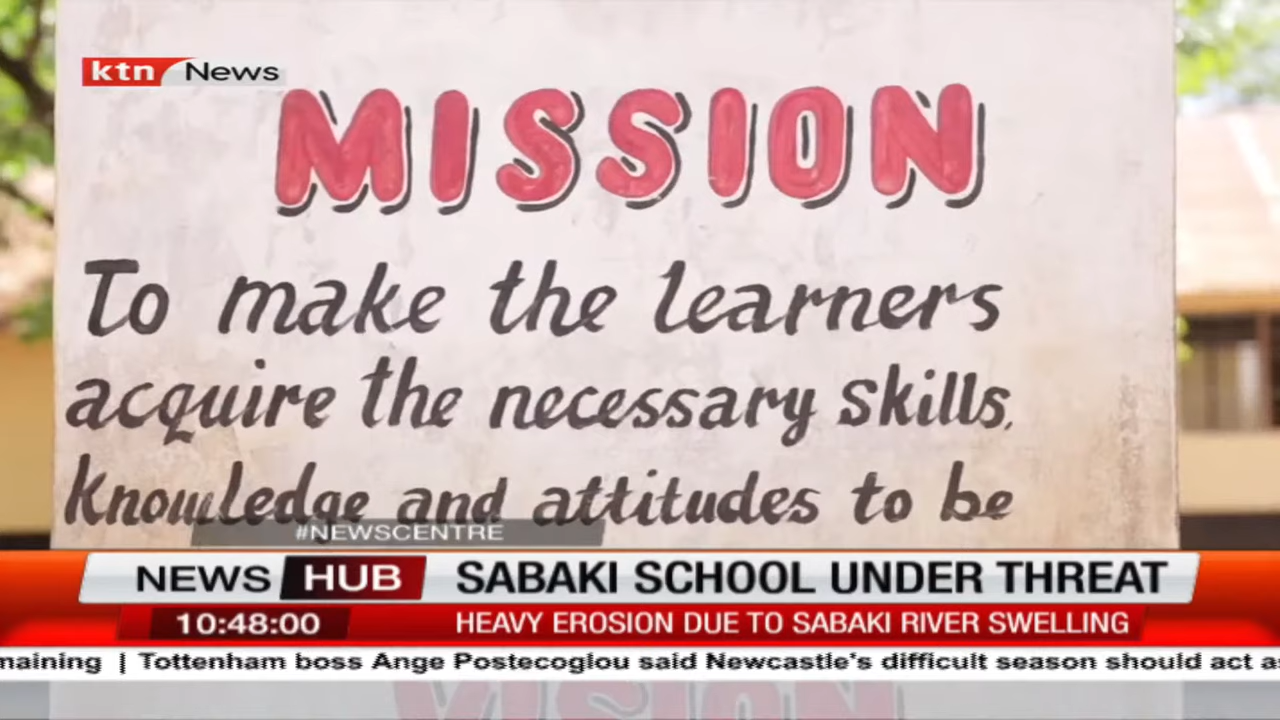 ktn News
MISSION
To make the learners
acquire the necessary skills,
knowledge and attitudes to be
#NEWSCENTRE
NEWS HUB SABAKI SCHOOL UNDER THREAT
10:48:00 HEAVY EROSION DUE TO SABAKI RIVER SWELLING
maining | Tottenham boss Ange Postecoglou said Newcastle's difficult season should act as
VISION